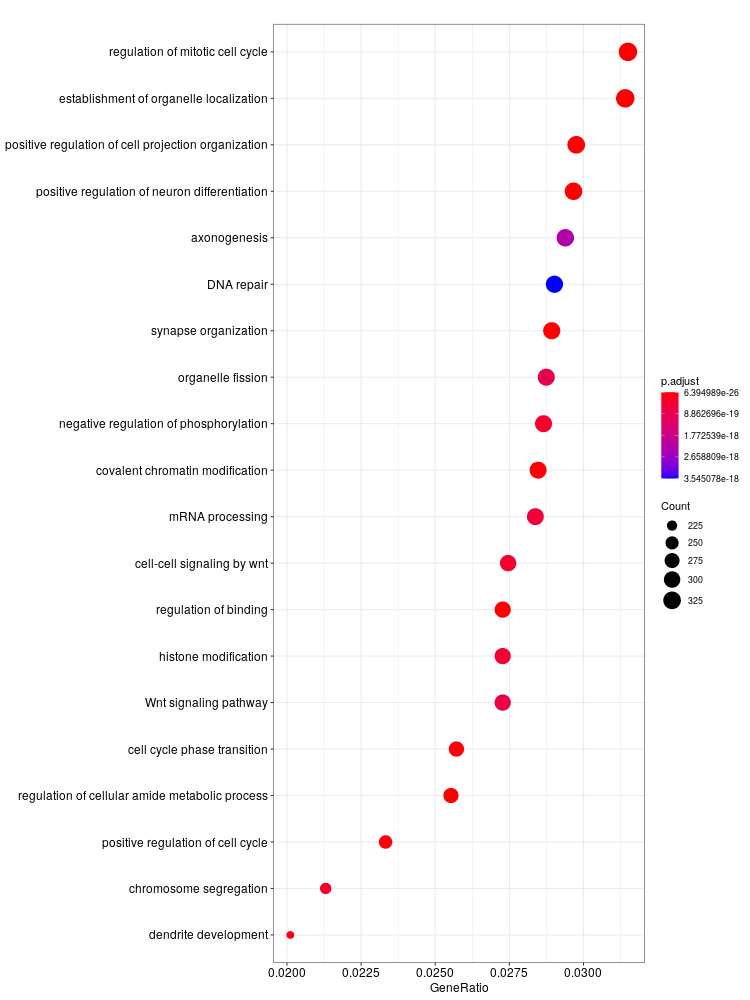 regulation of mitotic cell cycle
establishment of organelle localization
positive regulation of cell projection organization
positive regulation of neuron differentiation
axonogenesis
DNA repair
synapse organization
organelle fission
negative regulation of phosphorylation
covalent chromatin modification
mRNA processing
cell-cell signaling by wnt
regulation of binding
histone modification
Wnt signaling pathway
cell cycle phase transition
regulation of cellular amide metabolic process
positive regulation of cell cycle
chromosome segregation
dendrite development
0.0200 0.0225 0.0250 0.0275 0.0300
GeneRatio
p.adjust
6.394989e-26
8.862696e-19
1.772539e-18
2.658809e-18
3.545078e-18
Count
225
250
275
300
325